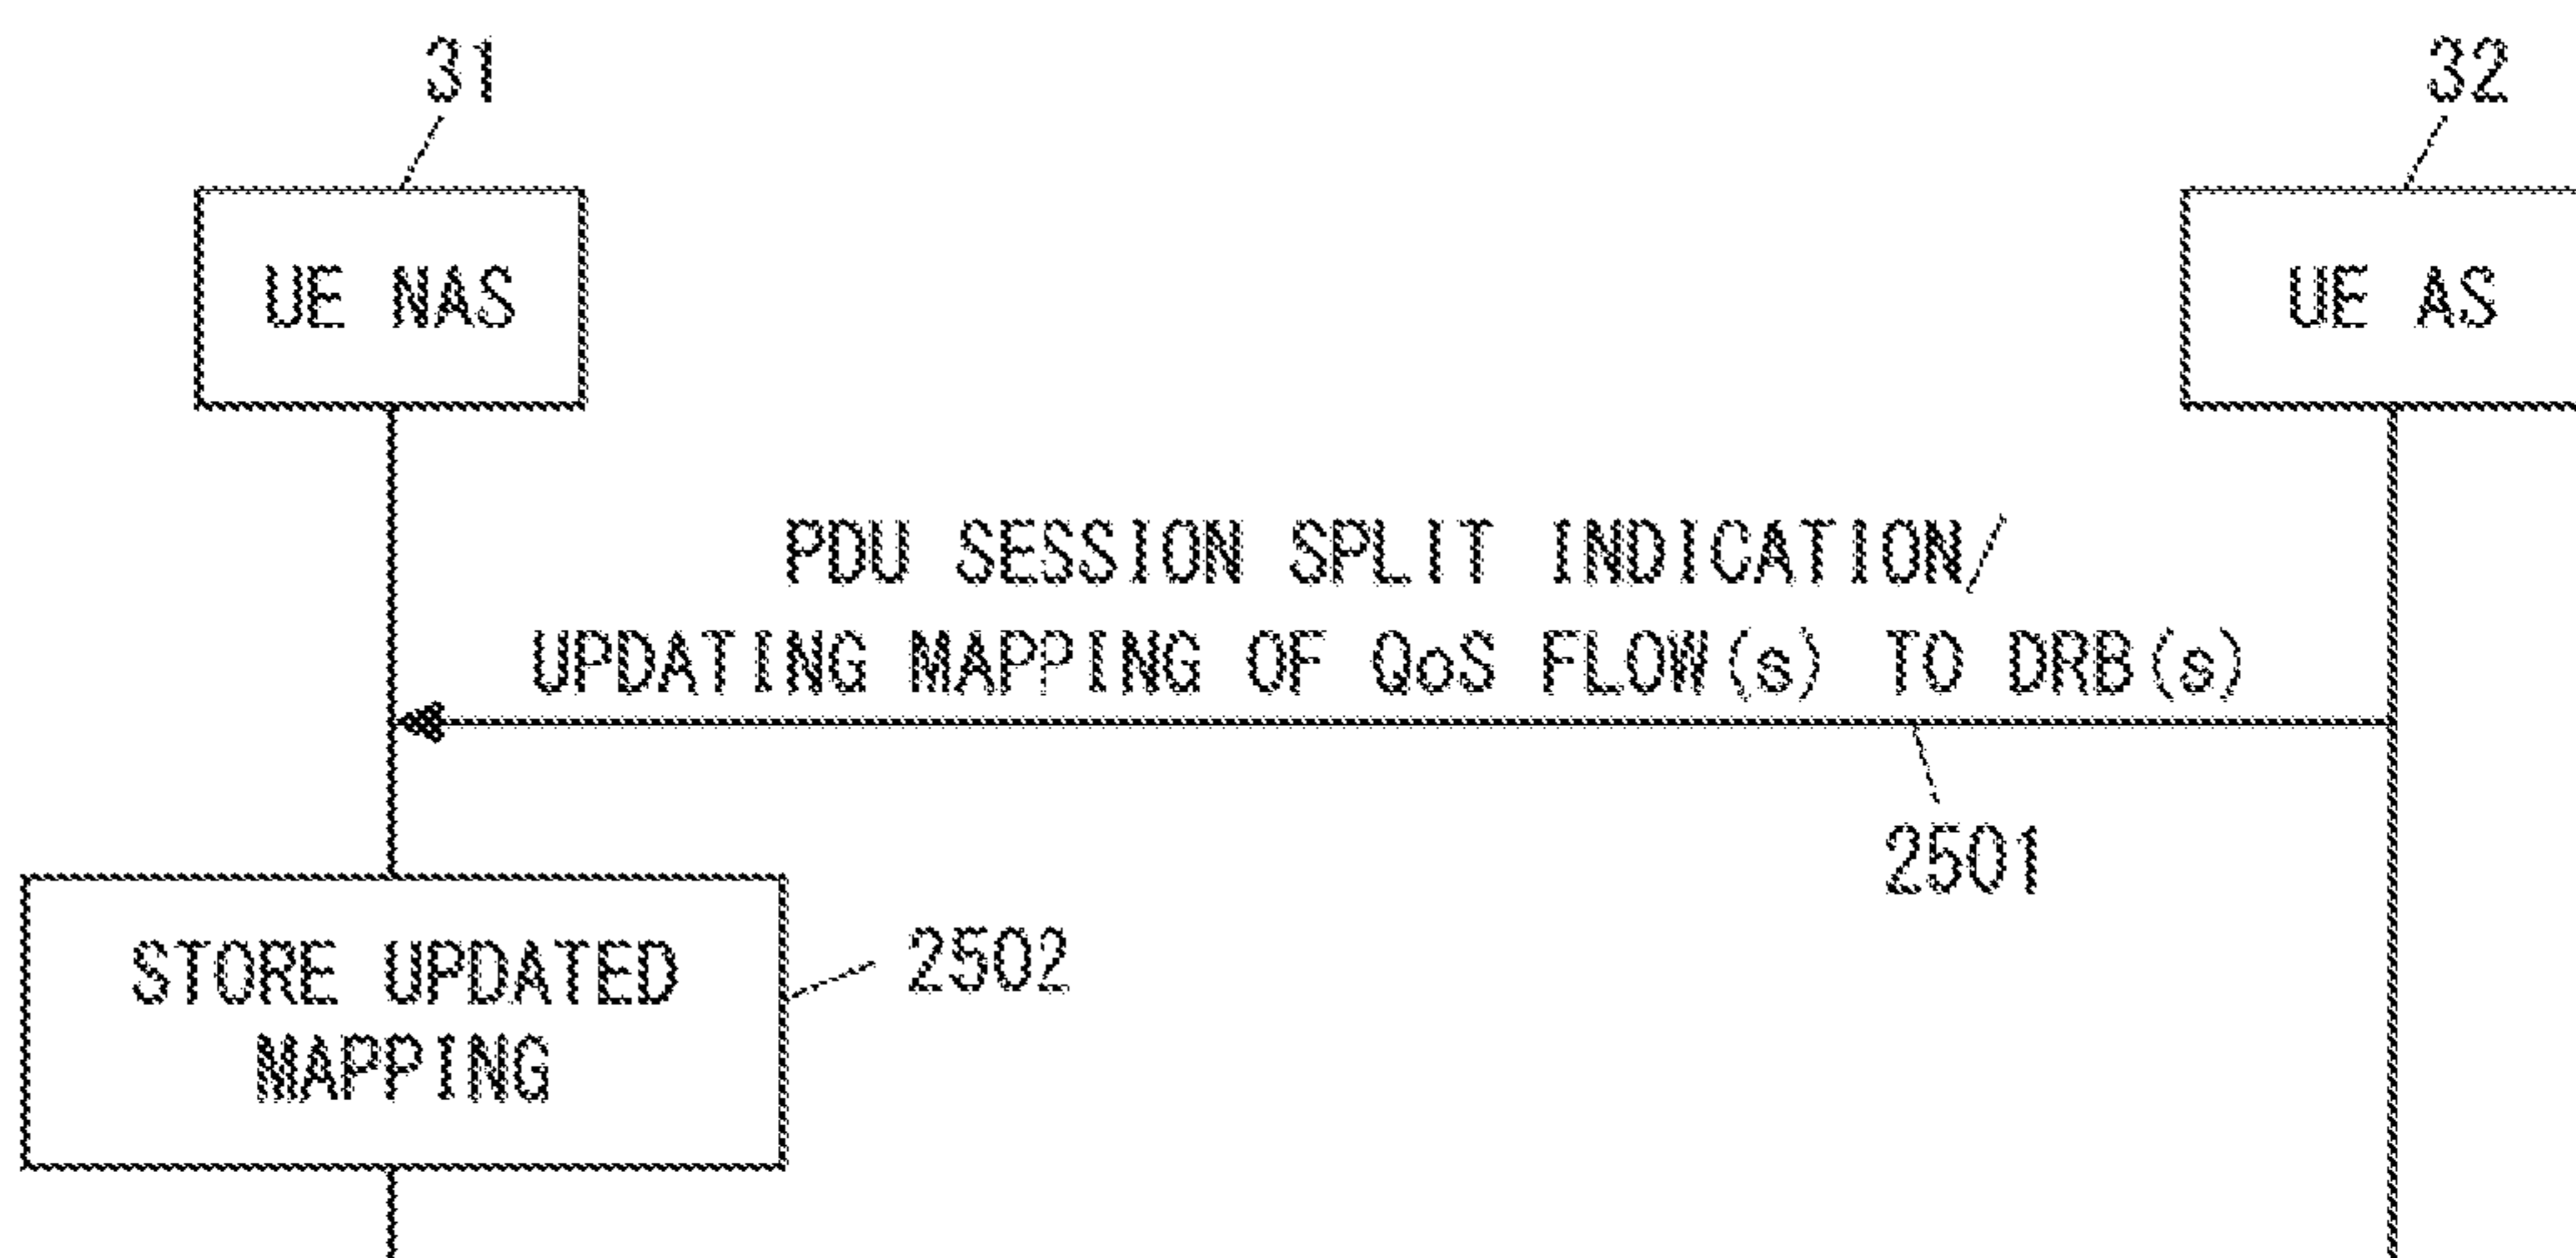 31
32
UE NAS
UE AS
PDU SESSION SPLIT INDICATION/
UPDATING MAPPING OF QoS FLOW(s) TO DRB(s)
2501
STORE UPDATED
MAPPING
2502